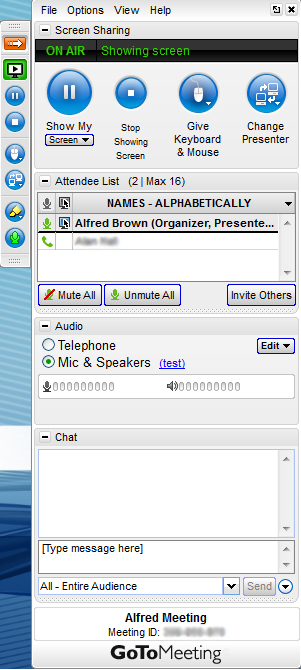 File Options View Help
Screen Sharing
ON AIR Showing screen
Show My
Screen
Stop
Showing
Screen
Give
Keyboard
& Mouse
Change
Presenter
Attendee List (2 | Max 16)
NAMES - ALPHABETICALLY
Alfred Brown (Organizer, Presente...
Mute All Unmute All Invite Others
Audio
Telephone Edit
Mic & Speakers (test)
Chat
[Type message here]
All - Entire Audience Send
Alfred Meeting
Meeting ID:
GoToMeeting